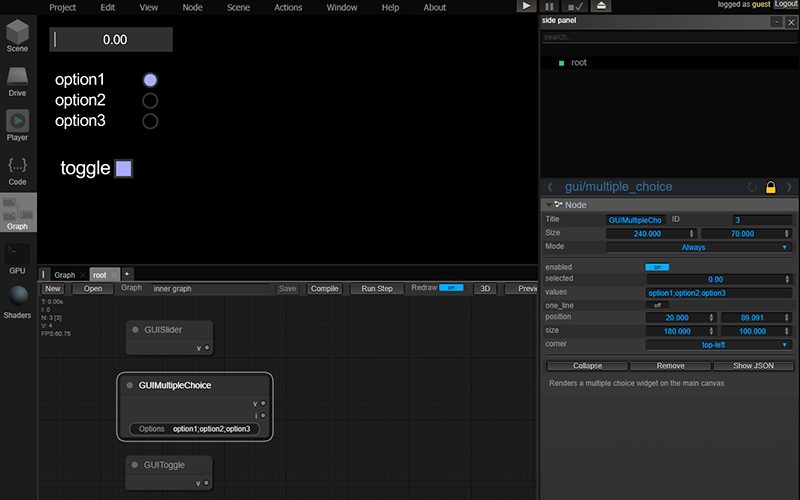 Project Edit View Node Scene Actions Window Help About
logged as guest Logout
side panel - x
search...
root
Scene
Drive
Player
Code
Graph
GPU
Shaders
0.00
option1
option2
option3
toggle
gui/multiple_choice
Node
Title GUIMultipleCho ID 3
Size 240.000 70.000
Mode Always
enabled on
selected 0.00
values option1;option2;option3
one_line off
position 20.000 89.091
size 180.000 100.000
corner top-left
Collapse Remove Show JSON
Renders a multiple choice widget on the main canvas
Graph x root x +
New Open Graph inner graph Save Compile Run Step Redraw on 3D Previe
T: 0.00s
I: 0
N: 3 [3]
V: 4
FPS:60.75
GUISlider
v
GUIMultipleChoice
v
i
Options option1;option2;option3
GUIToggle
v